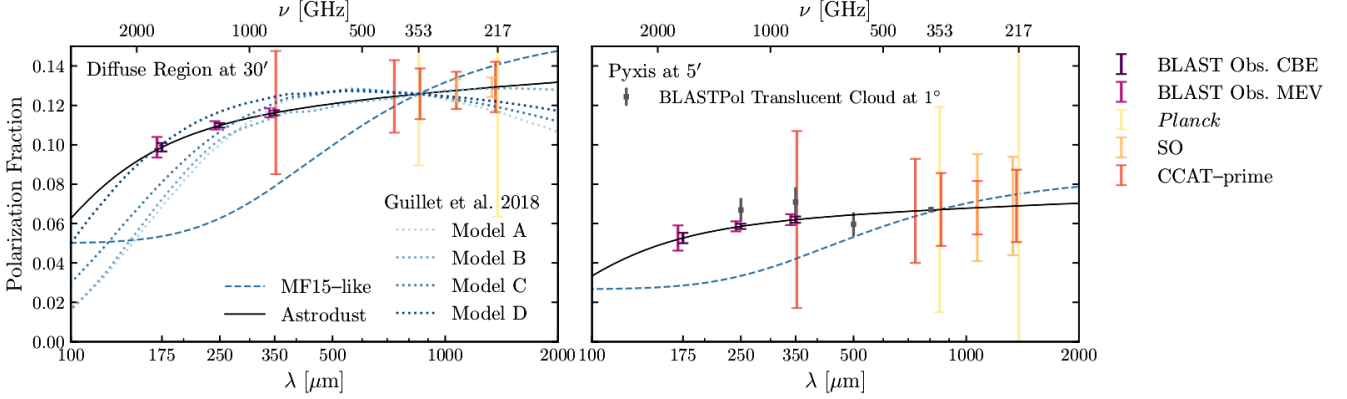 ν [GHz]
2000 1000 500 353 217
Polarization Fraction
0.14
0.12
0.10
0.08
0.06
0.04
0.02
0.00
Diffuse Region at 30′
Guillet et al. 2018
Model A
Model B
Model C
Model D
MF15–like
Astrodust
100 175 250 350 500 1000 2000
λ [μm]
ν [GHz]
2000 1000 500 353 217
Pyxis at 5′
BLASTPol Translucent Cloud at 1°
100 175 250 350 500 1000 2000
λ [μm]
BLAST Obs. CBE
BLAST Obs. MEV
Planck
SO
CCAT–prime